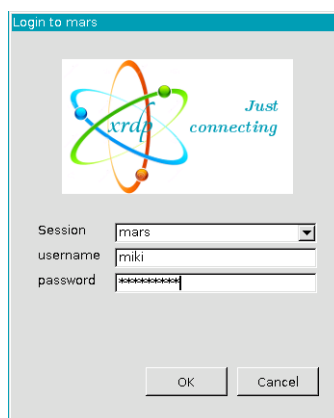 Login to mars
xrdp
Just
connecting
Session mars
username miki
password *********
OK Cancel